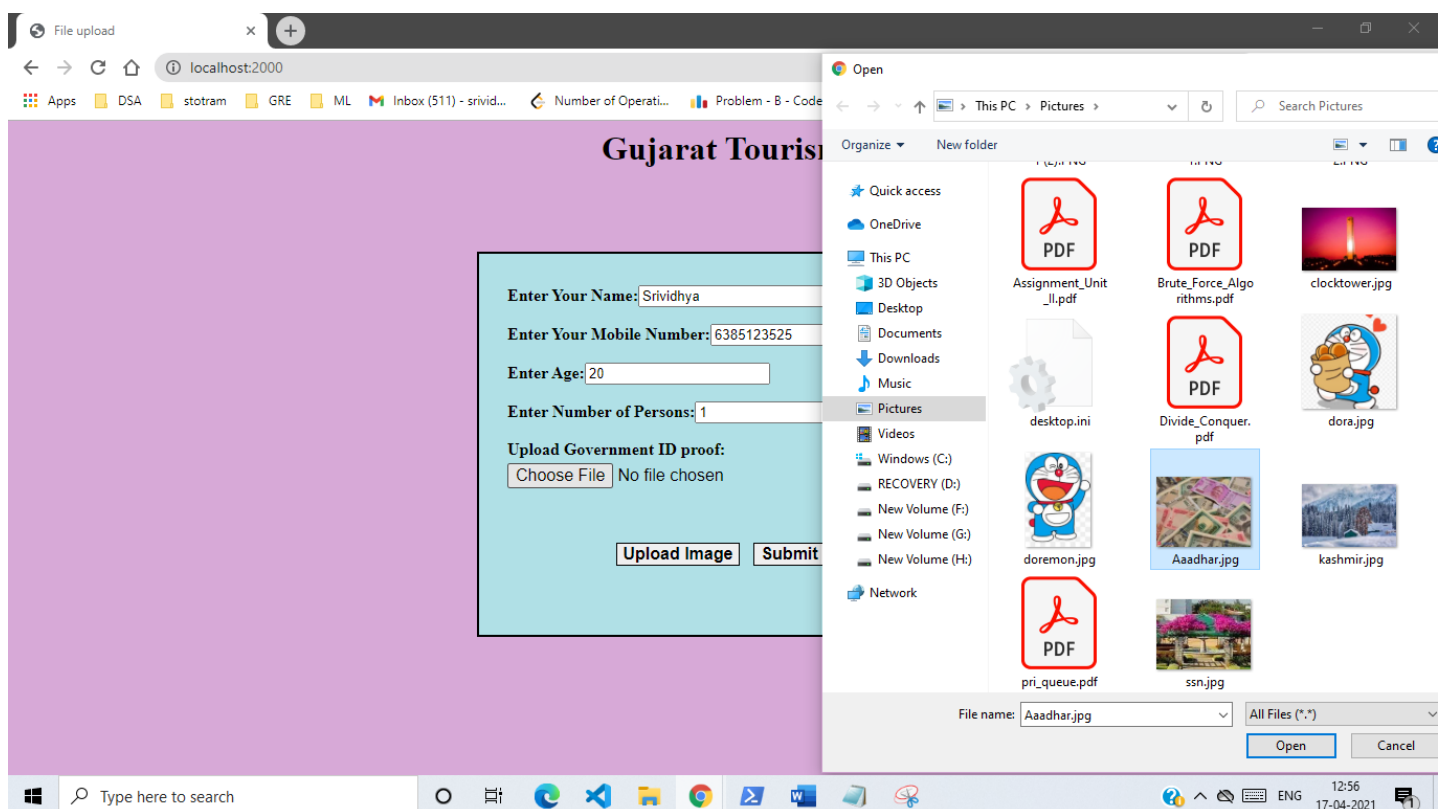 File upload
localhost:2000
Apps DSA stotram GRE ML Inbox (511) - srivid... Number of Operati... Problem - B - Code
Gujarat Touris
Enter Your Name: Srividhya
Enter Your Mobile Number: 6385123525
Enter Age: 20
Enter Number of Persons: 1
Upload Government ID proof:
Choose File No file chosen
Upload Image Submit
Open
This PC > Pictures >
Search Pictures
Organize New folder
Quick access
OneDrive
This PC
3D Objects
Desktop
Documents
Downloads
Music
Pictures
Videos
Windows (C:)
RECOVERY (D:)
New Volume (F:)
New Volume (G:)
New Volume (H:)
Network
PDF PDF
Assignment_Unit Brute_Force_Algo clocktower.jpg
_II.pdf rithms.pdf
PDF
desktop.ini Divide_Conquer. dora.jpg
pdf
doremon.jpg Aaadhar.jpg kashmir.jpg
PDF
pri_queue.pdf ssn.jpg
File name: Aaadhar.jpg All Files (*.*)
Open Cancel
Type here to search
ENG
12:56
17-04-2021